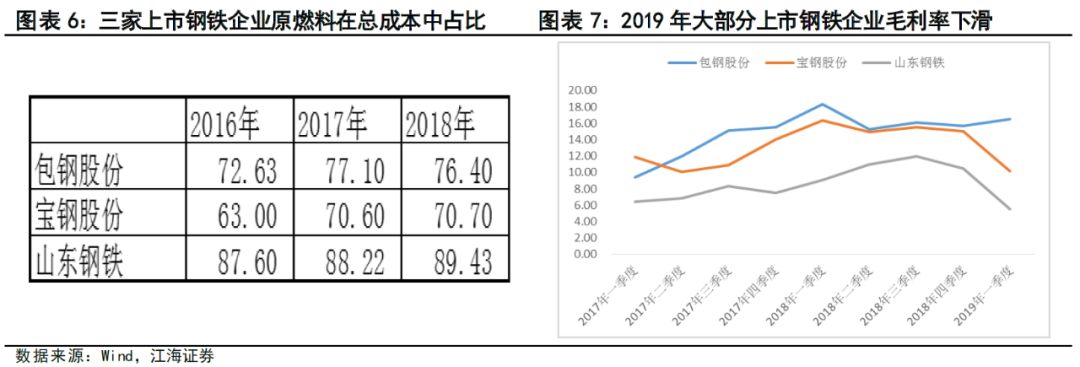 图表 6：三家上市钢铁企业原燃料在总成本中占比
2016年 2017年 2018年
包钢股份 72.63 77.10 76.40
宝钢股份 63.00 70.60 70.70
山东钢铁 87.60 88.22 89.43
图表 7：2019 年大部分上市钢铁企业毛利率下滑
包钢股份 宝钢股份 山东钢铁
20.00
18.00
16.00
14.00
12.00
10.00
8.00
6.00
4.00
2.00
0.00
2017年一季度
2017年二季度
2017年三季度
2017年四季度
2018年一季度
2018年二季度
2018年三季度
2018年四季度
2019年一季度
数据来源：Wind，江海证券